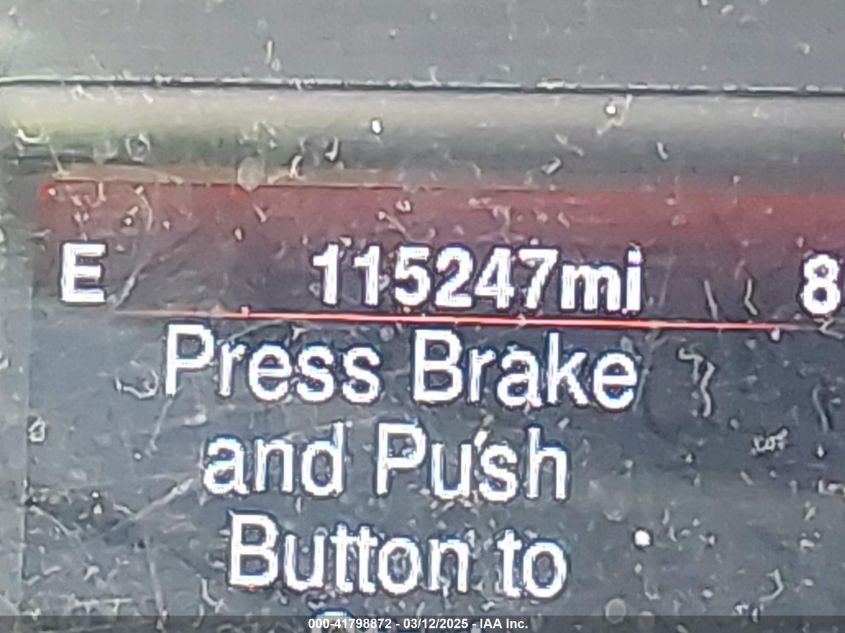 E 115247mi 8
Press Brake
and Push
Button to
000-41798872 - 03/12/2025 - IAA Inc.